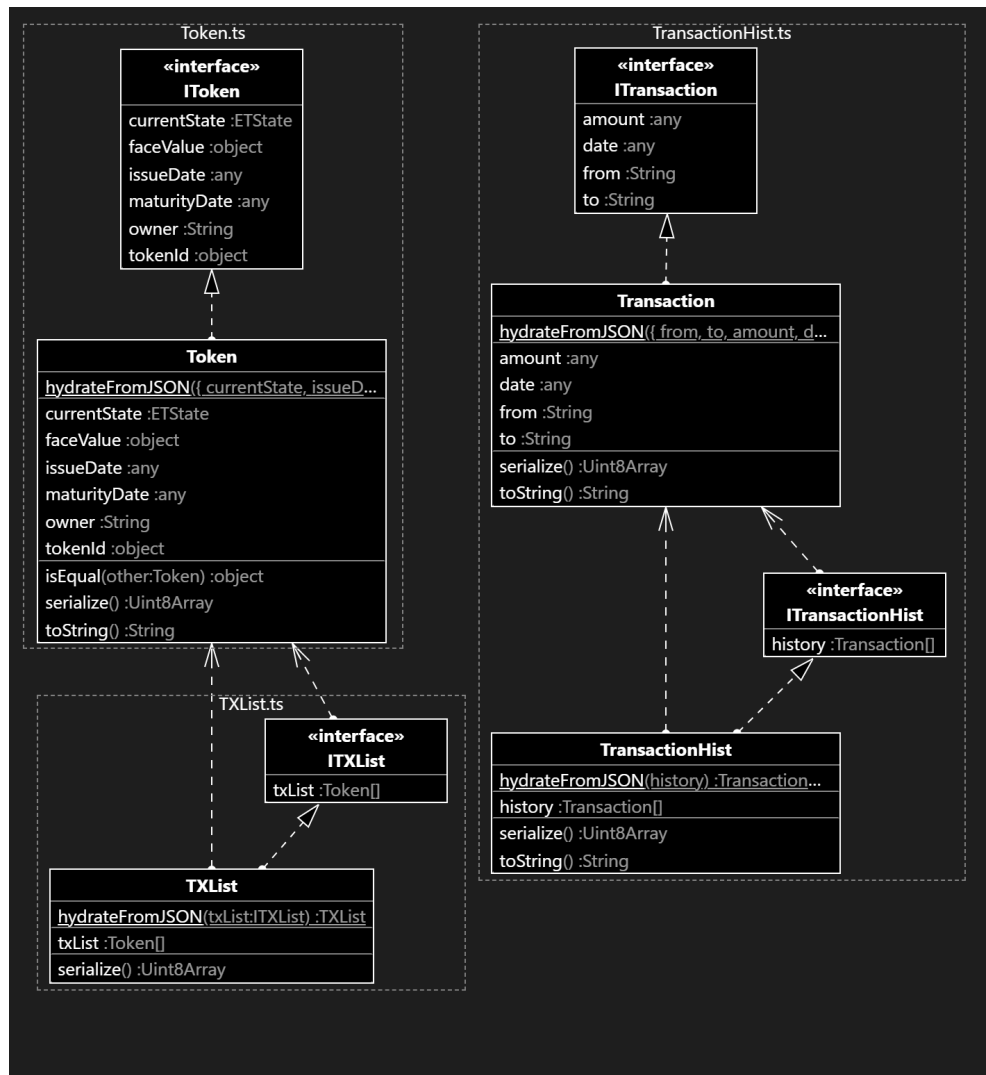 Token.ts
«interface»
IToken
currentState :ETState
faceValue :object
issueDate :any
maturityDate :any
owner :String
tokenId :object
Token
hydrateFromJSON({ currentState, issueD...
currentState :ETState
faceValue :object
issueDate :any
maturityDate :any
owner :String
tokenId :object
isEqual(other:Token) :object
serialize() :Uint8Array
toString() :String
TXList.ts
«interface»
ITXList
txList :Token[]
TXList
hydrateFromJSON(txList:ITXList) :TXList
txList :Token[]
serialize() :Uint8Array
TransactionHist.ts
«interface»
ITransaction
amount :any
date :any
from :String
to :String
Transaction
hydrateFromJSON({ from, to, amount, d...
amount :any
date :any
from :String
to :String
serialize() :Uint8Array
toString() :String
«interface»
ITransactionHist
history :Transaction[]
TransactionHist
hydrateFromJSON(history) :Transaction...
history :Transaction[]
serialize() :Uint8Array
toString() :String